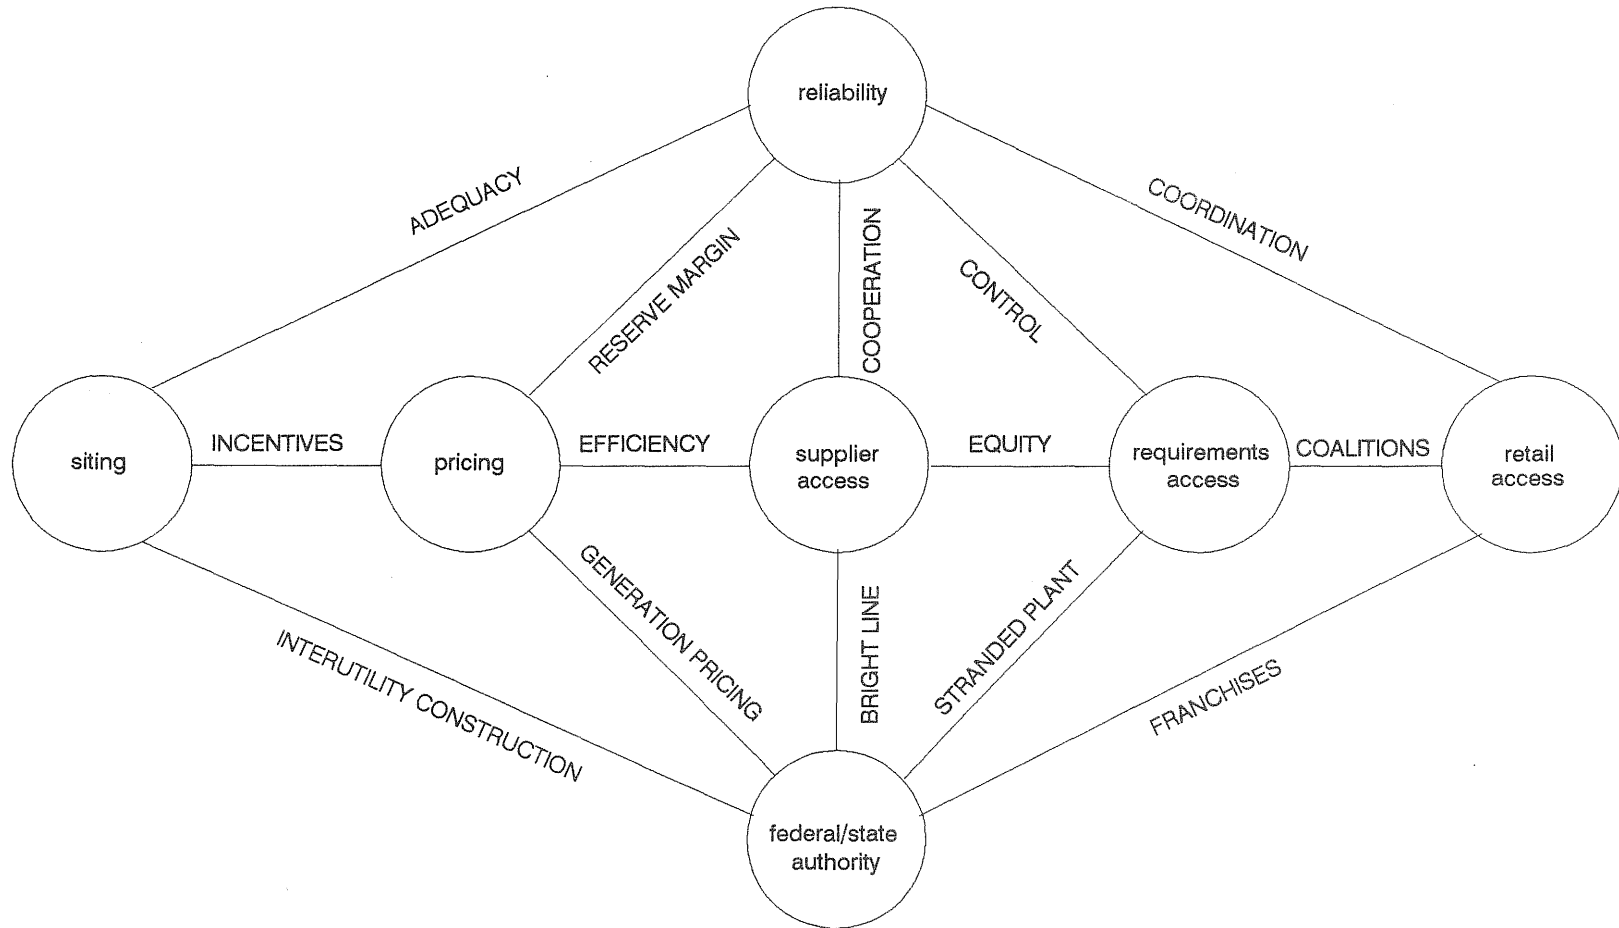 reliability
ADEQUACY
COORDINATION
RESERVE MARGIN
COOPERATION
CONTROL
siting
INCENTIVES
pricing
EFFICIENCY
supplier
access
EQUITY
requirements
access
COALITIONS
retail
access
INTERUTILITY CONSTRUCTION
GENERATION PRICING
BRIGHT LINE
STRANDED PLANT
FRANCHISES
federal/state
authority